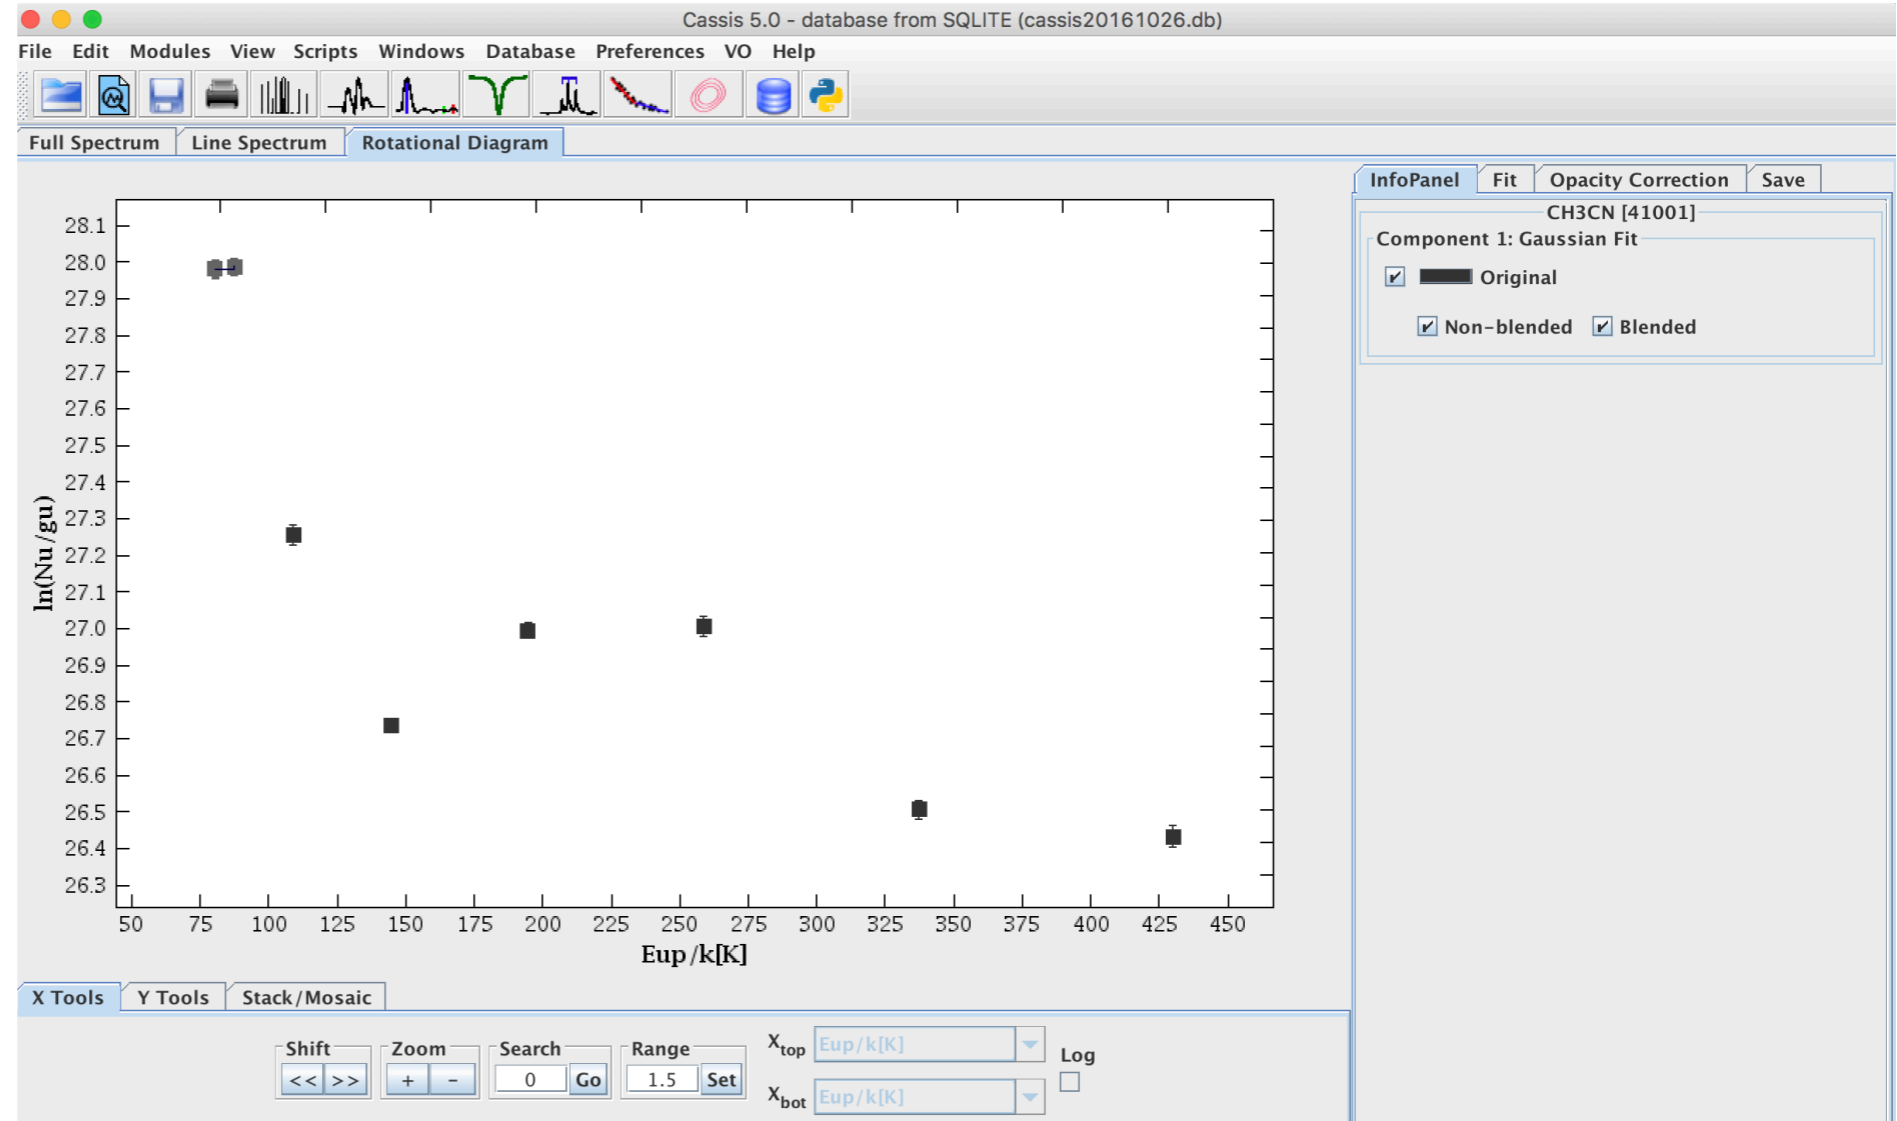 Cassis 5.0 - database from SQLITE (cassis20161026.db)
File Edit Modules View Scripts Windows Database Preferences VO Help
Full Spectrum Line Spectrum Rotational Diagram
InfoPanel Fit Opacity Correction Save
CH3CN [41001]
Component 1: Gaussian Fit
Original
Non-blended Blended
ln(Nu/gu)
28.1
28.0
27.9
27.8
27.7
27.6
27.5
27.4
27.3
27.2
27.1
27.0
26.9
26.8
26.7
26.6
26.5
26.4
26.3
50 75 100 125 150 175 200 225 250 275 300 325 350 375 400 425 450
Eup/k[K]
X Tools Y Tools Stack/Mosaic
Shift Zoom Search Range
<< >> + - 0 Go 1.5 Set
Xtop Eup/k[K]
Log
Xbot Eup/k[K]